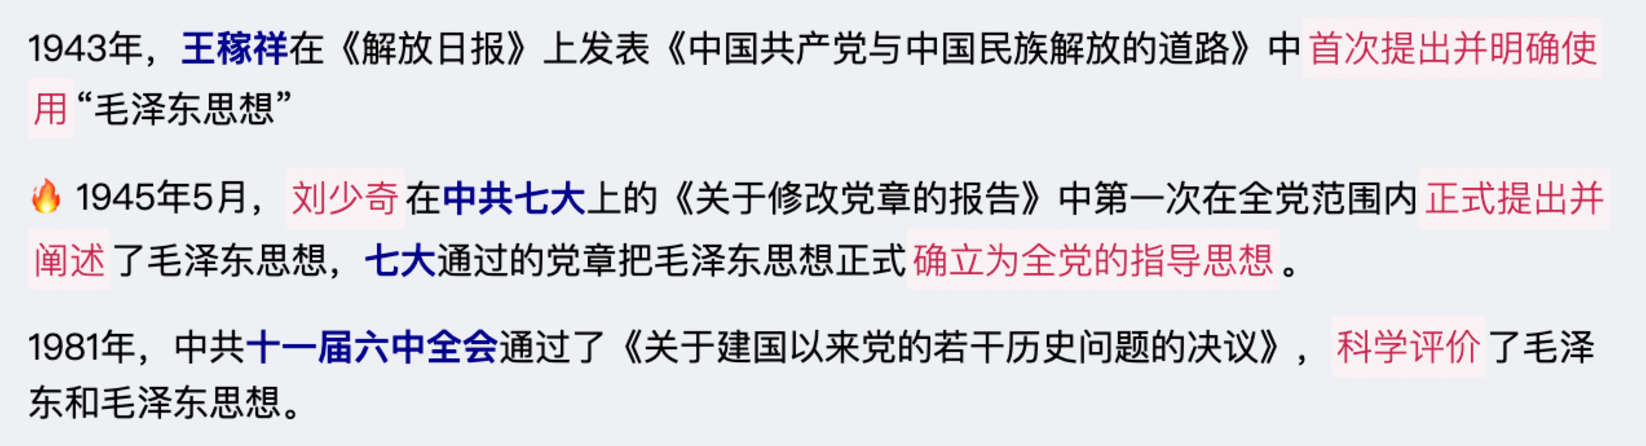 1943年，王稼祥在《解放日报》上发表《中国共产党与中国民族解放的道路》中首次提出并明确使
用“毛泽东思想”
🔥 1945年5月，刘少奇在中共七大上的《关于修改党章的报告》中第一次在全党范围内正式提出并
阐述了毛泽东思想，七大通过的党章把毛泽东思想正式确立为全党的指导思想。
1981年，中共十一届六中全会通过了《关于建国以来党的若干历史问题的决议》，科学评价了毛泽
东和毛泽东思想。